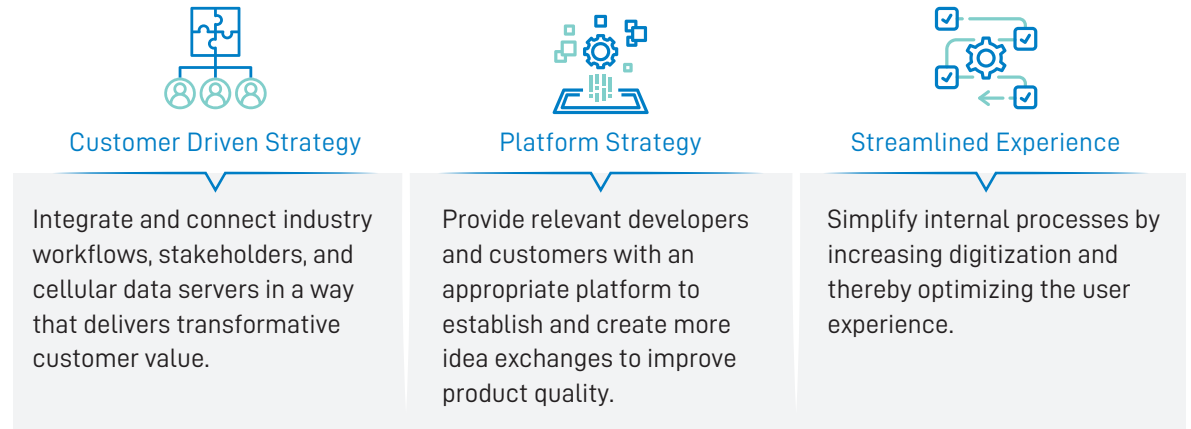 Customer Driven Strategy
Integrate and connect industry
workflows, stakeholders, and
cellular data servers in a way
that delivers transformative
customer value.
Platform Strategy
Provide relevant developers
and customers with an
appropriate platform to
establish and create more
idea exchanges to improve
product quality.
Streamlined Experience
Simplify internal processes by
increasing digitization and
thereby optimizing the user
experience.